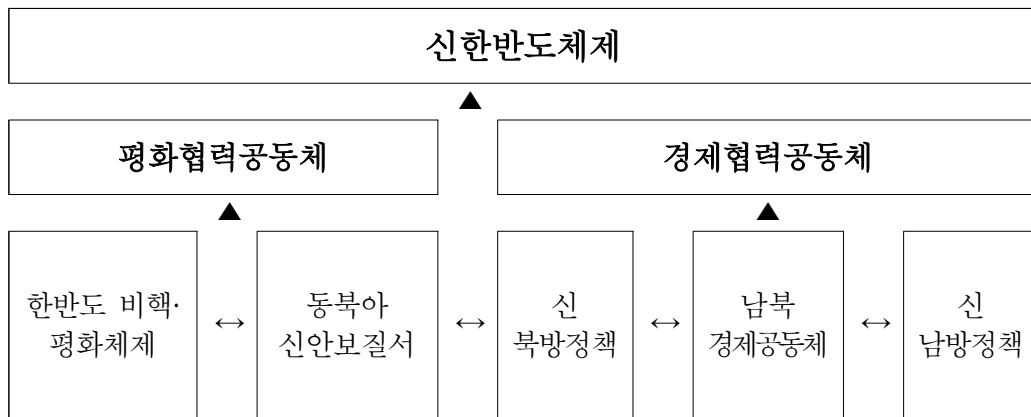 신한반도체제
▲
평화협력공동체 경제협력공동체
▲ ▲
한반도 비핵· 동북아 신 남북 신
↔ ↔ ↔ ↔
평화체제 신안보질서 북방정책 경제공동체 남방정책